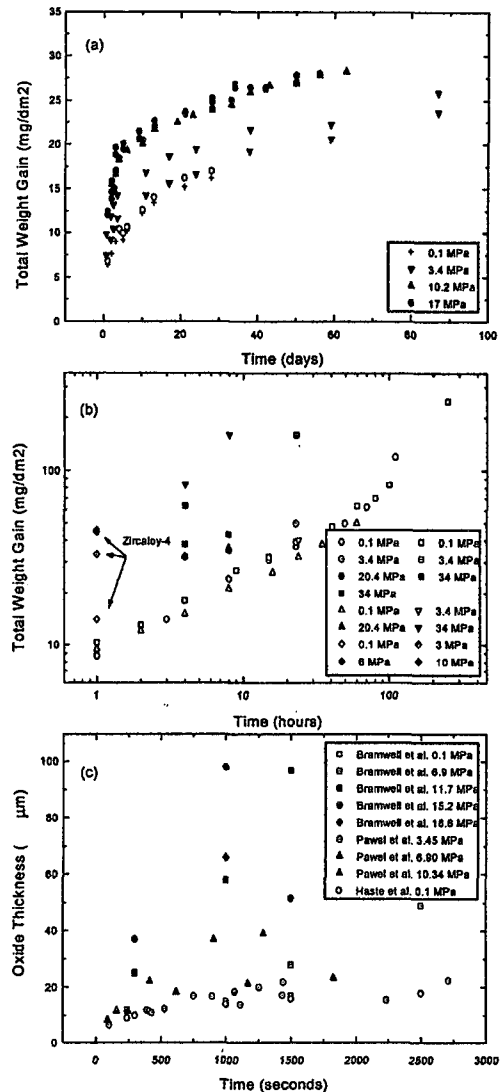 (a)
Total Weight Gain (mg/dm2)
35
30
25
20
15
10
5
0
0.1 MPa
3.4 MPa
10.2 MPa
17 MPa
0
20
40
60
80
100
Time (days)
(b)
Total Weight Gain (mg/dm2)
100
10
Zircaloy-4
0.1 MPa
0.1 MPa
3.4 MPa
3.4 MPa
20.4 MPa
34 MPa
34 MPa
0.1 MPa
3.4 MPa
20.4 MPa
34 MPa
0.1 MPa
3 MPa
6 MPa
10 MPa
1
10
100
Time (hours)
(c)
Oxide Thickness ( μm)
100
80
60
40
20
0
Bramwell et al. 0.1 MPa
Bramwell et al. 6.9 MPa
Bramwell et al. 11.7 MPa
Bramwell et al. 15.2 MPa
Bramwell et al. 18.6 MPa
Pawel et al. 3.45 MPa
Pawel et al. 6.90 MPa
Pawel et al. 10.34 MPa
Haste et al. 0.1 MPa
0
500
1000
1500
2000
2500
3000
Time (seconds)